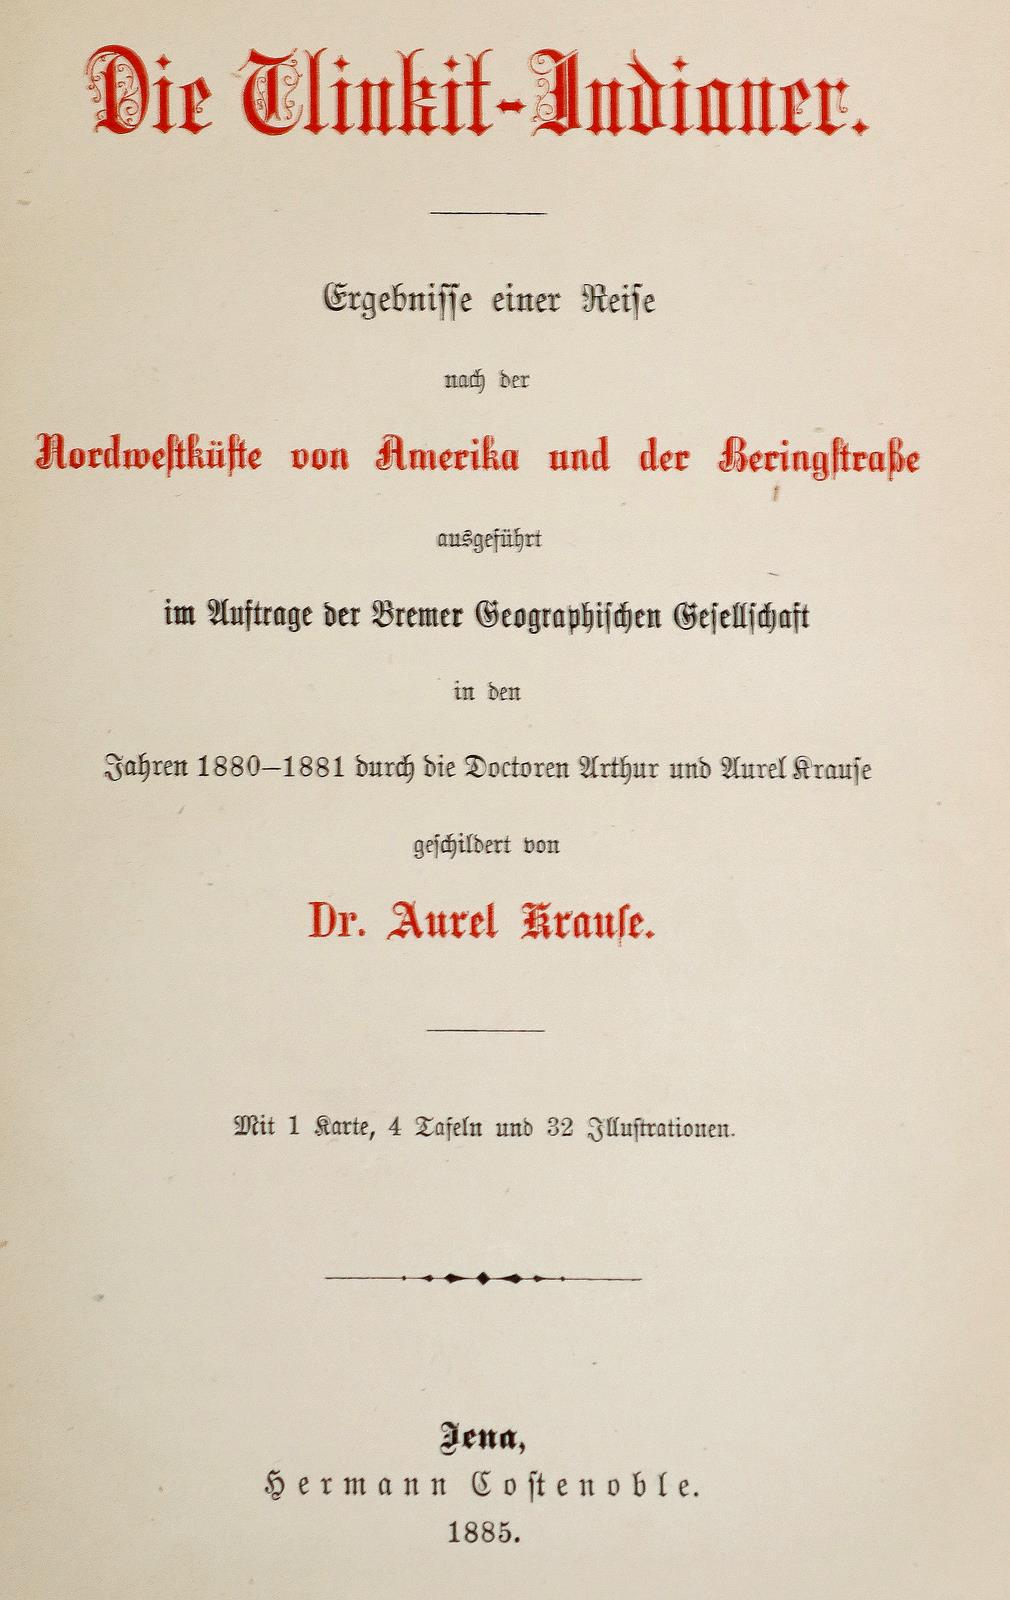 Die Tlinkit-Indianer.
Ergebnisse einer Reise
nach der
Nordwestküste von Amerika und der Beringstraße
ausgeführt
im Auftrage der Bremer Geographischen Gesellschaft
in den
Jahren 1880–1881 durch die Doctoren Arthur und Aurel Krause
geschildert von
Dr. Aurel Krause.
Mit 1 Karte, 4 Tafeln und 32 Illustrationen.
Jena,
Hermann Costenoble.
1885.